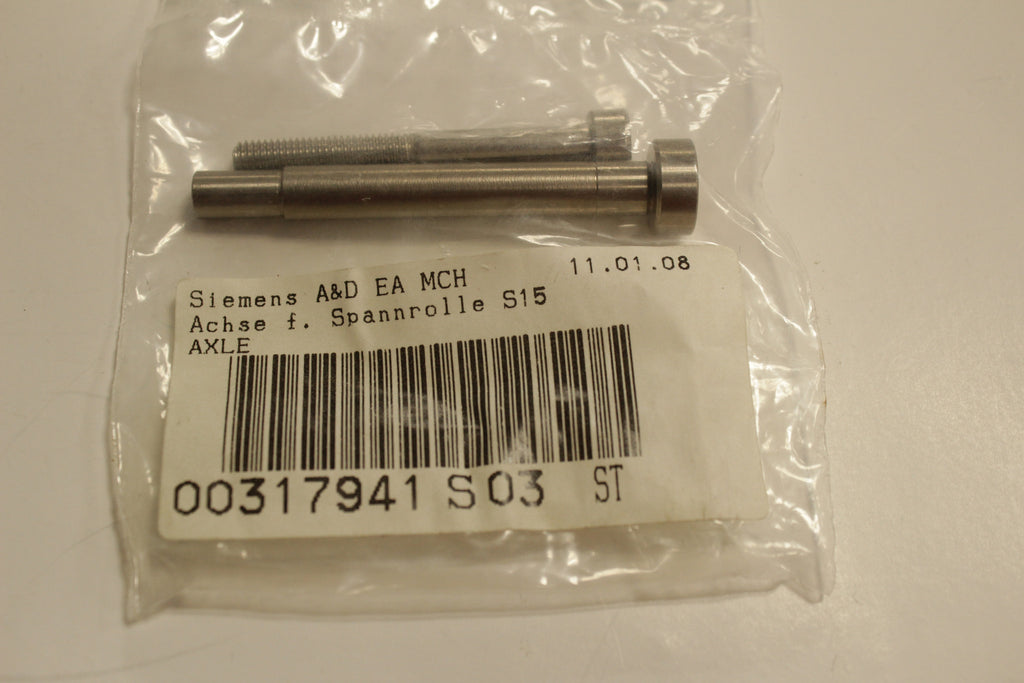 Siemens A&D EA MCH 11.01.08
Achse f. Spannrolle S15
AXLE
00317941 S03 ST